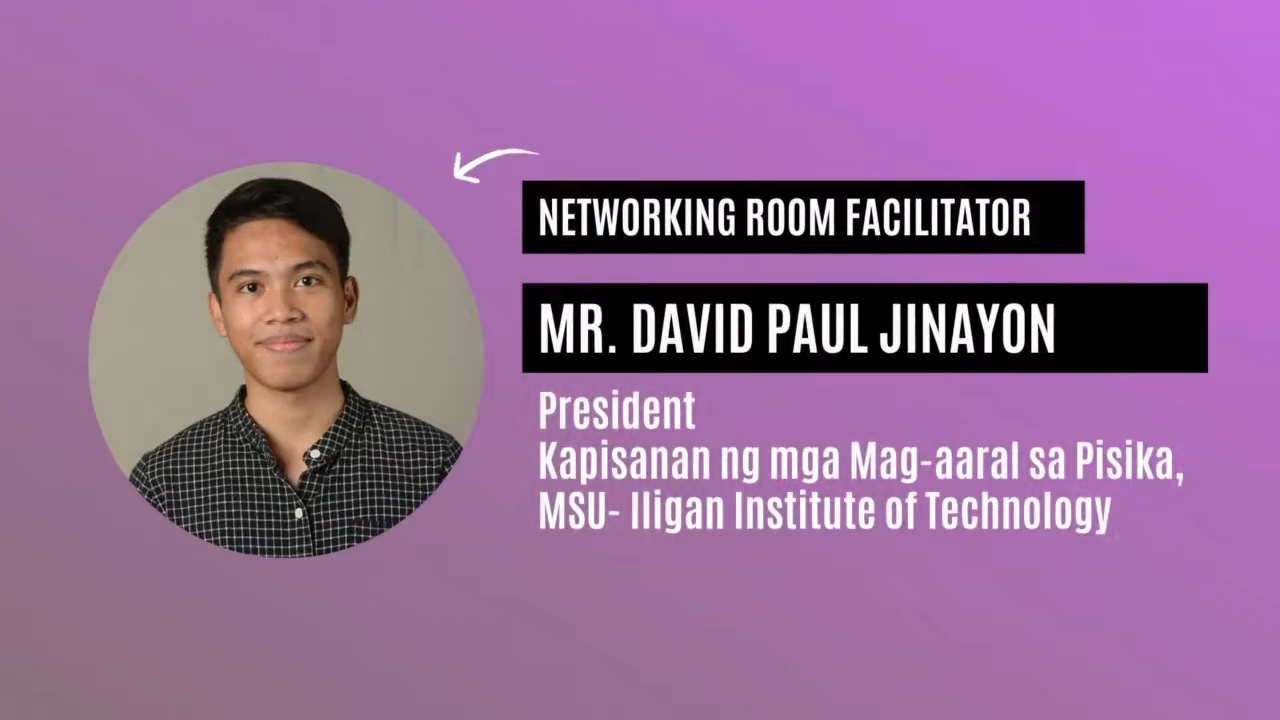 NETWORKING ROOM FACILITATOR
MR. DAVID PAUL JINAYON
President
Kapisanan ng mga Mag-aaral sa Pisika,
MSU- Iligan Institute of Technology